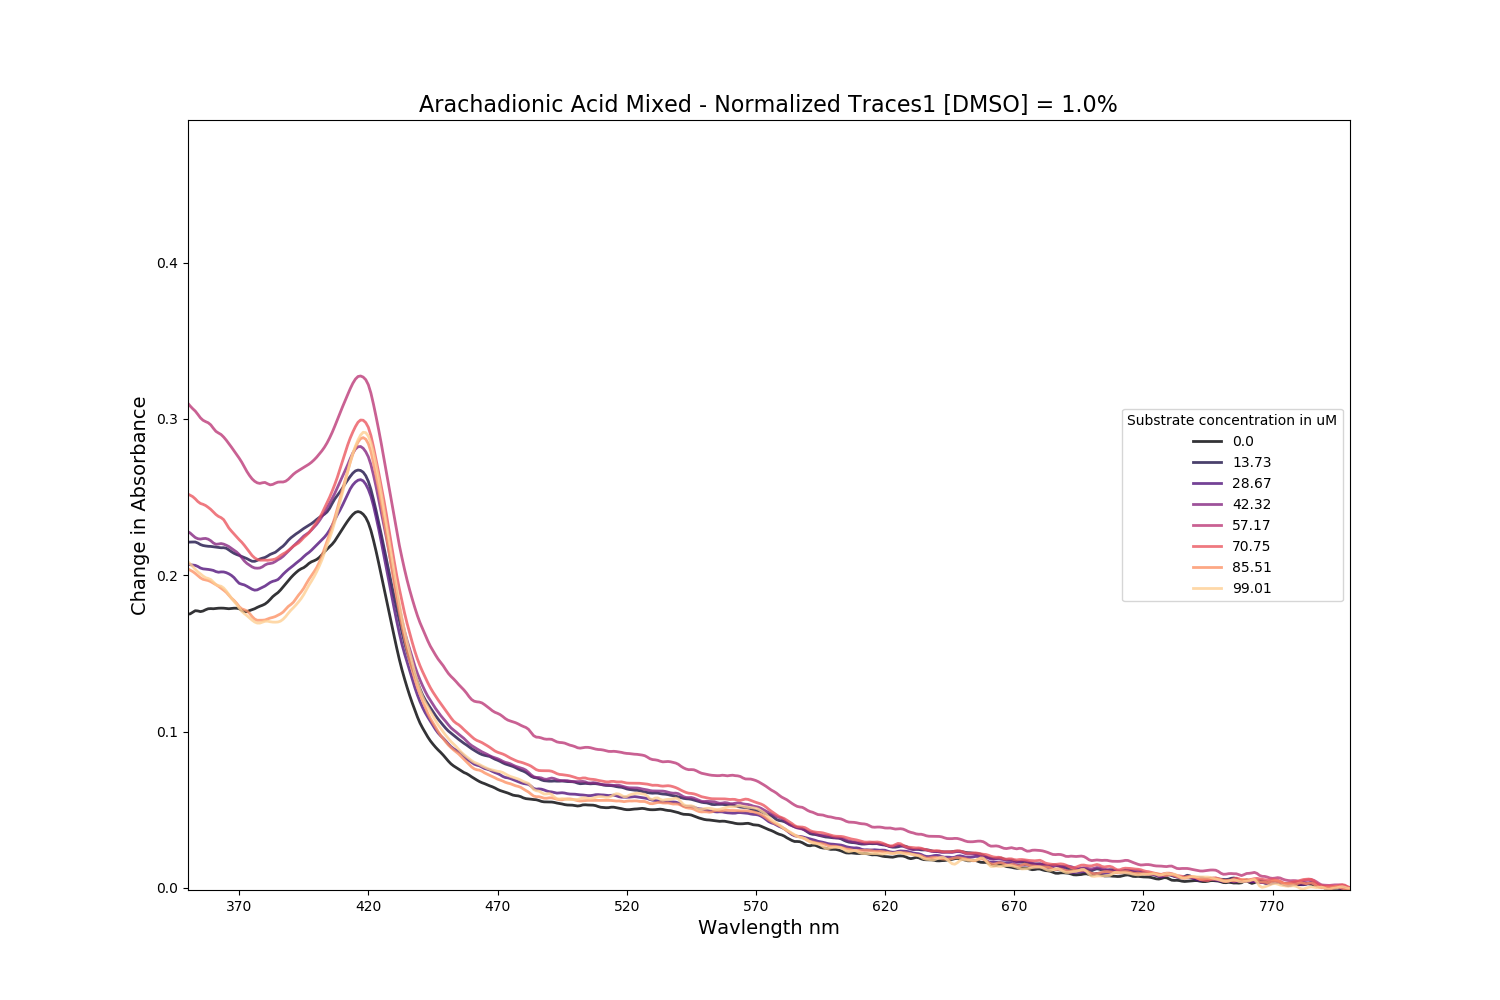 Arachadionic Acid Mixed - Normalized Traces1 [DMSO] = 1.0%
Change in Absorbance
0.4
0.3
0.2
0.1
0.0
Substrate concentration in uM
0.0
13.73
28.67
42.32
57.17
70.75
85.51
99.01
370 420 470 520 570 620 670 720 770
Wavlength nm